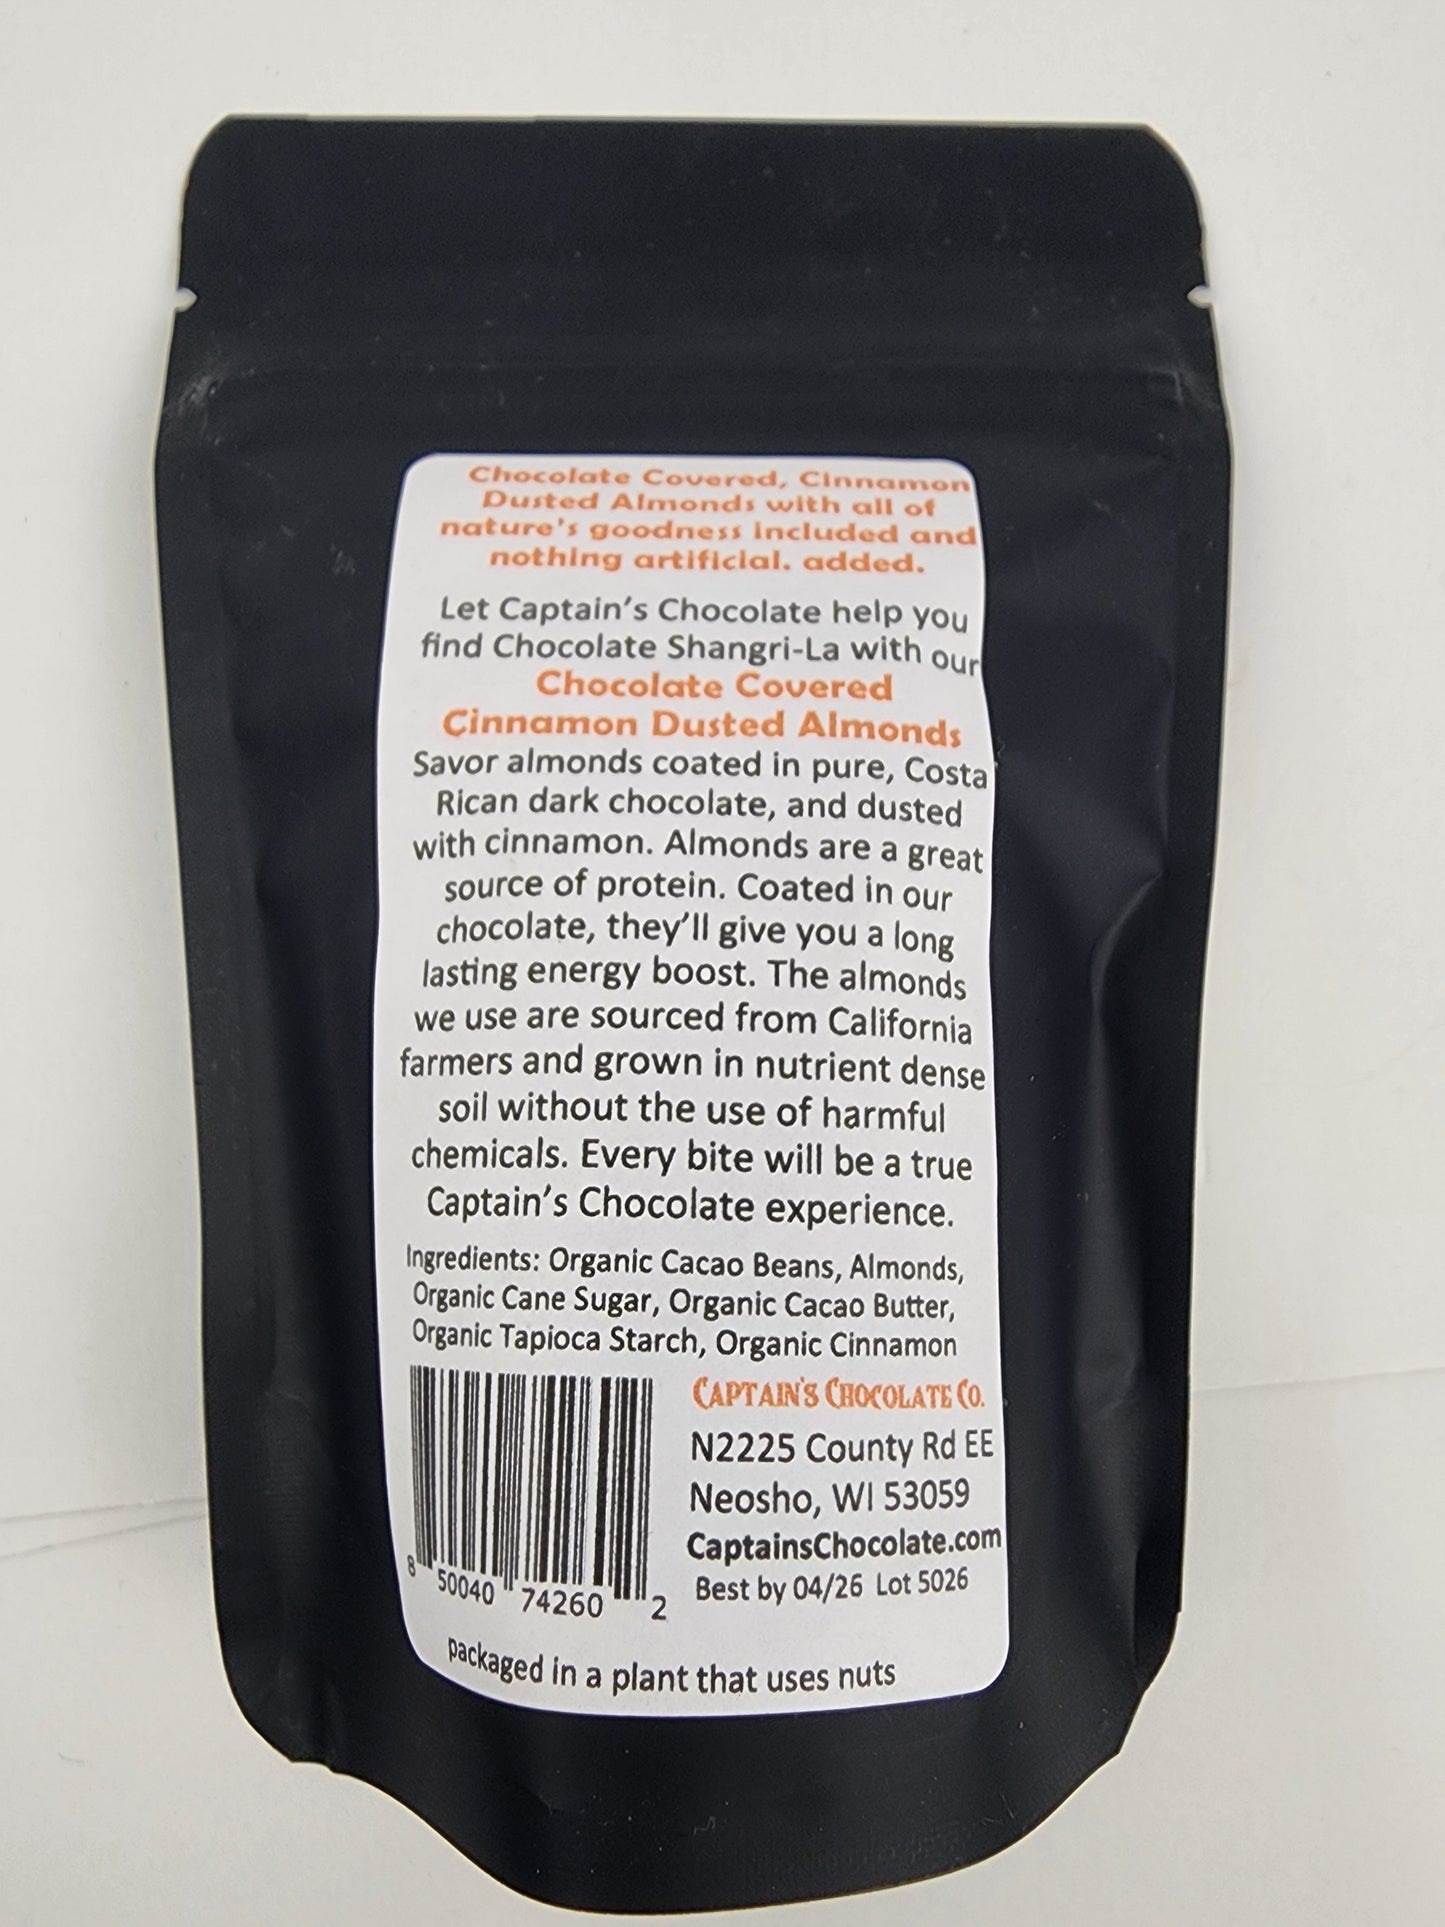 Chocolate Covered, Cinnamon
Dusted Almonds with all of
nature's goodness included and
nothing artificial. added.
Let Captain's Chocolate help you
find Chocolate Shangri-La with our
Chocolate Covered
Cinnamon Dusted Almonds
Savor almonds coated in pure, Costa
Rican dark chocolate, and dusted
with cinnamon. Almonds are a great
source of protein. Coated in our
chocolate, they'll give you a long
lasting energy boost. The almonds
we use are sourced from California
farmers and grown in nutrient dense
soil without the use of harmful
chemicals. Every bite will be a true
Captain's Chocolate experience.
Ingredients: Organic Cacao Beans, Almonds,
Organic Cane Sugar, Organic Cacao Butter,
Organic Tapioca Starch, Organic Cinnamon
CAPTAIN'S CHOCOLATE CO.
N2225 County Rd EE
Neosho, WI 53059
CaptainsChocolate.com
Best by 04/26 Lot 5026
8 50040 74260 2
packaged in a plant that uses nuts